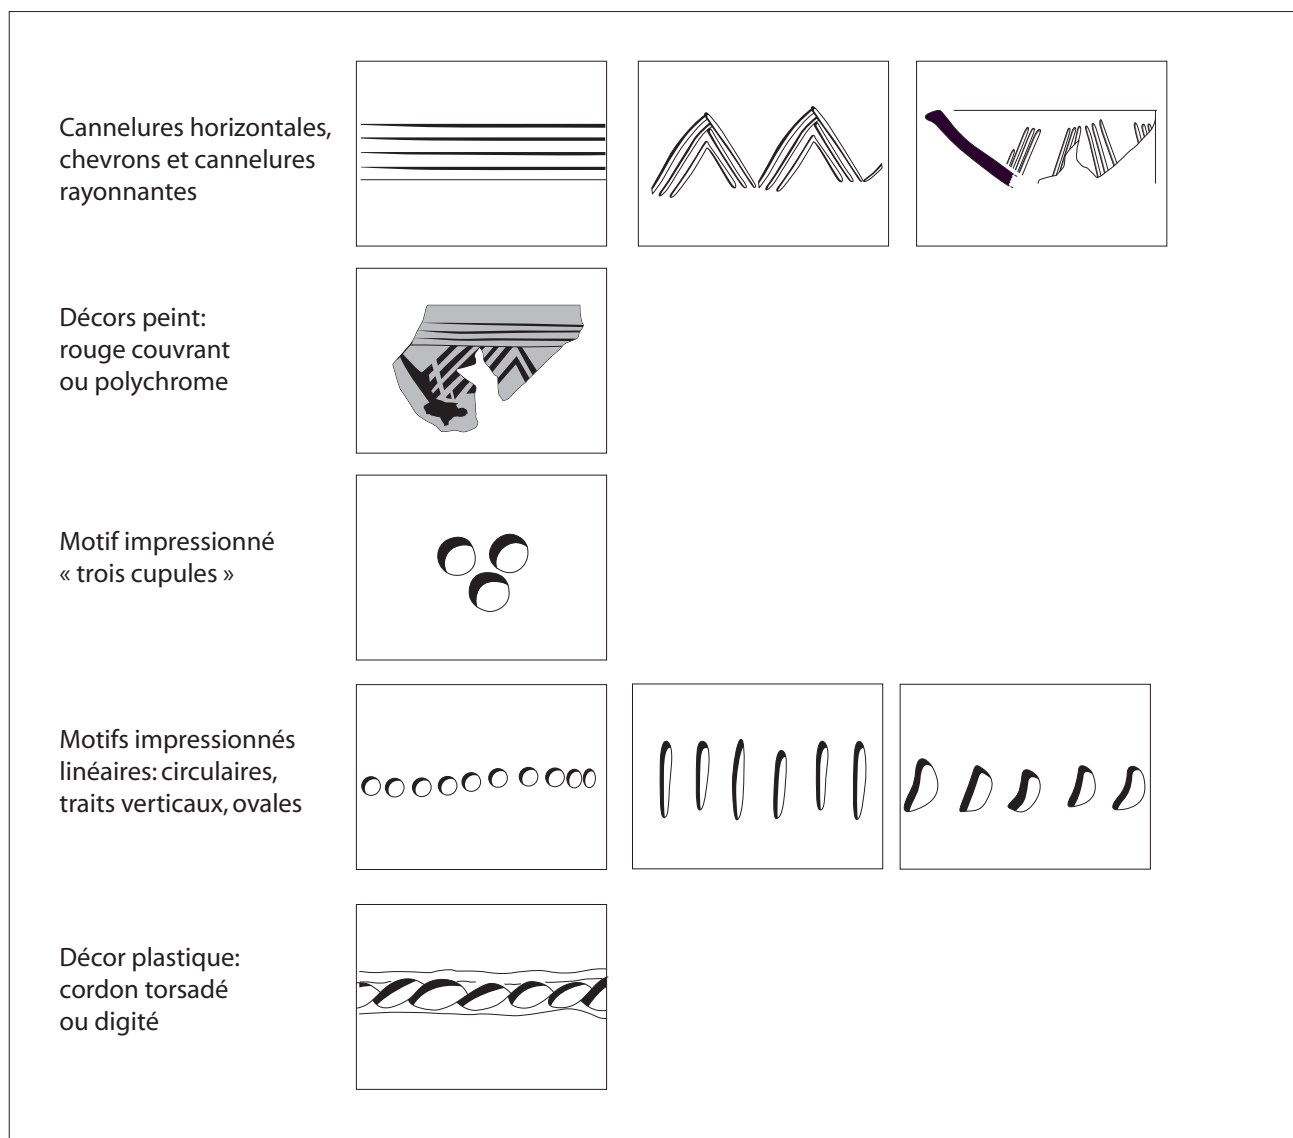 Cannelures horizontales,
chevrons et cannelures
rayonnantes
Décors peint:
rouge couvrant
ou polychrome
Motif impressionné
« trois cupules »
Motifs impressionnés
linéaires: circulaires,
traits verticaux, ovales
Décor plastique:
cordon torsadé
ou digité